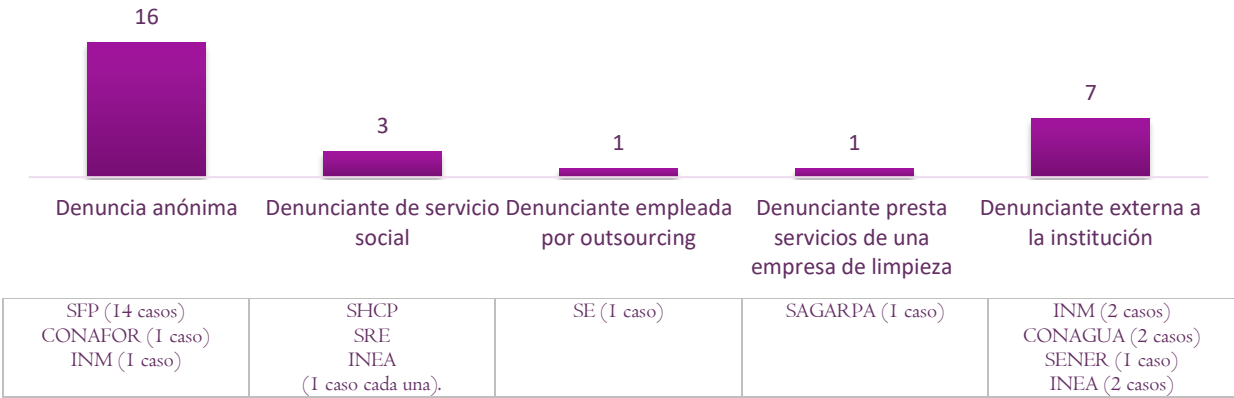 16
3
1
1
7
Denuncia anónima
Denunciante de servicio
social
Denunciante empleada
por outsourcing
Denunciante presta
servicios de una
empresa de limpieza
Denunciante externa a
la institución
SFP (14 casos)
CONAFOR (1 caso)
INM (1 caso)
SHCP
SRE
INEA
(1 caso cada una).
SE (1 caso)
SAGARPA (1 caso)
INM (2 casos)
CONAGUA (2 casos)
SENER (1 caso)
INEA (2 casos)